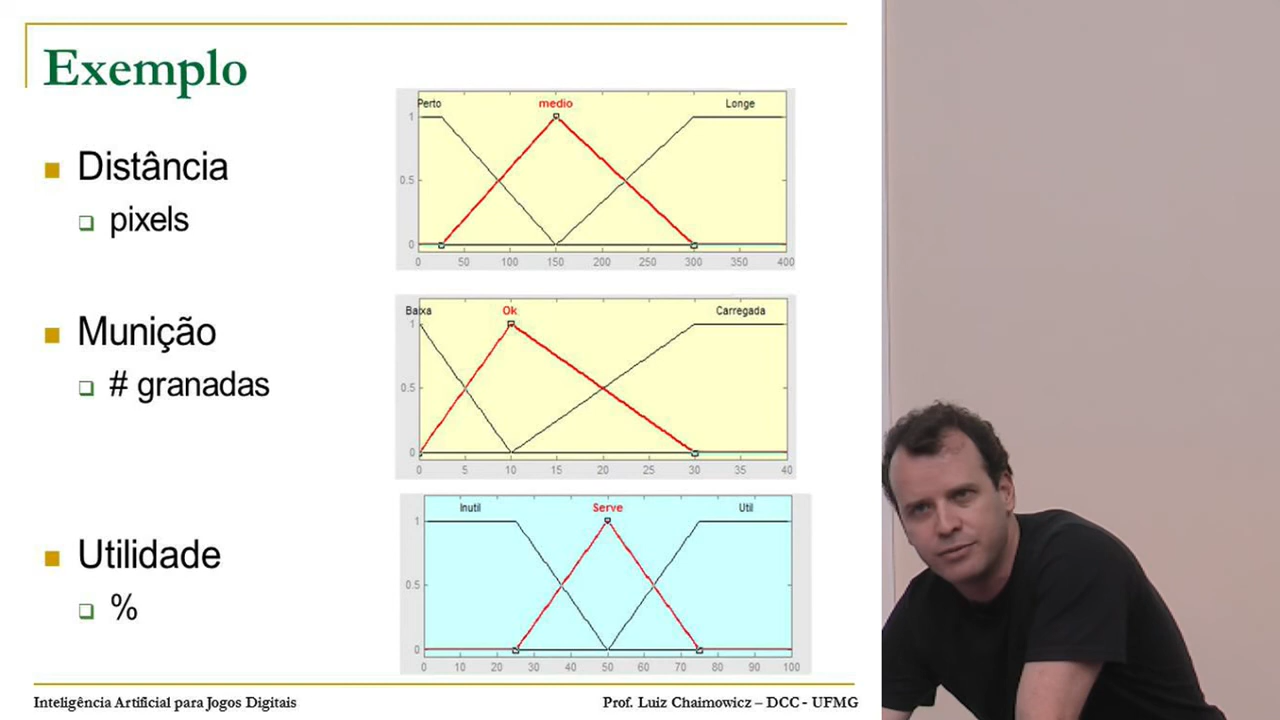 Exemplo
Distância
pixels
Perto medio Longe
1
0.5
0
0 50 100 150 200 250 300 350 400
Munição
# granadas
Baixa Ok Carregada
1
0.5
0
0 5 10 15 20 25 30 35 40
Utilidade
%
Inutil Serve Util
1
0.5
0
0 10 20 30 40 50 60 70 80 90 100
Inteligência Artificial para Jogos Digitais
Prof. Luiz Chaimowicz – DCC - UFMG